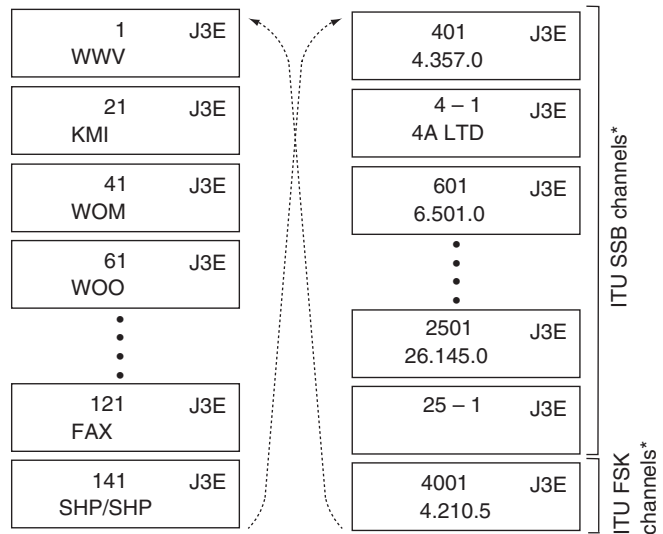 1 J3E
WWV
21 J3E
KMI
41 J3E
WOM
61 J3E
WOO
121 J3E
FAX
141 J3E
SHP/SHP
401 J3E
4.357.0
4 – 1 J3E
4A LTD
601 J3E
6.501.0
2501 J3E
26.145.0
25 – 1 J3E
4001 J3E
4.210.5
ITU SSB channels*
ITU FSK
channels*